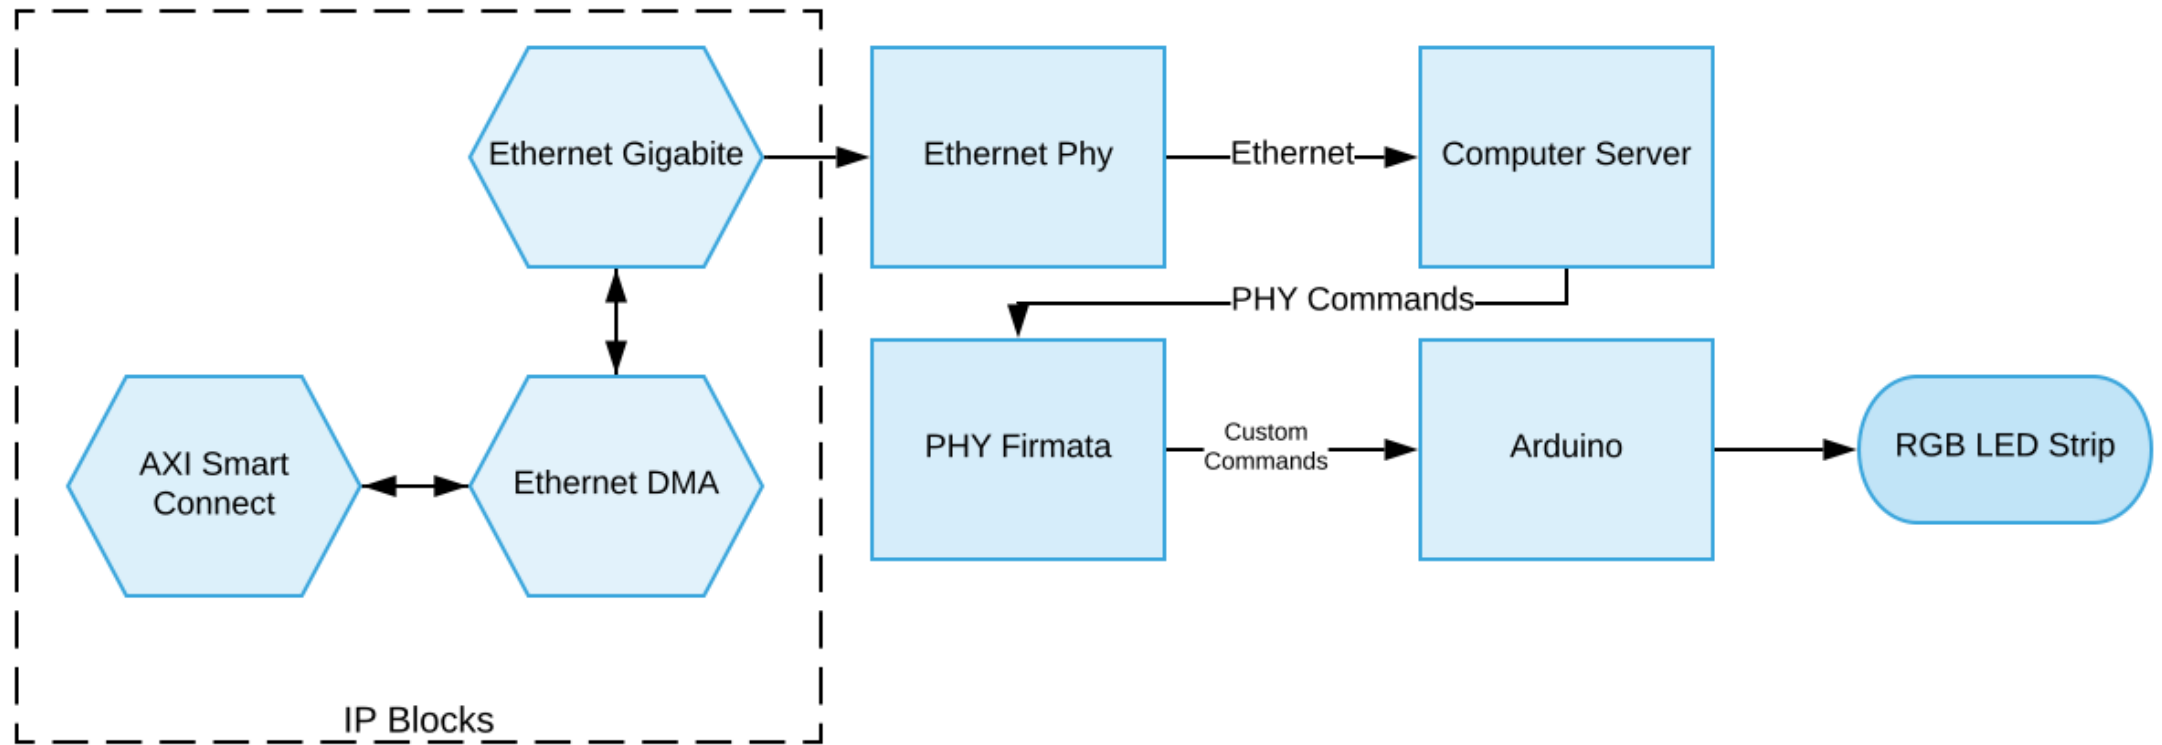 Ethernet Gigabite
Ethernet Phy
Ethernet
Computer Server
PHY Commands
AXI Smart
Connect
Ethernet DMA
PHY Firmata
Custom
Commands
Arduino
RGB LED Strip
IP Blocks